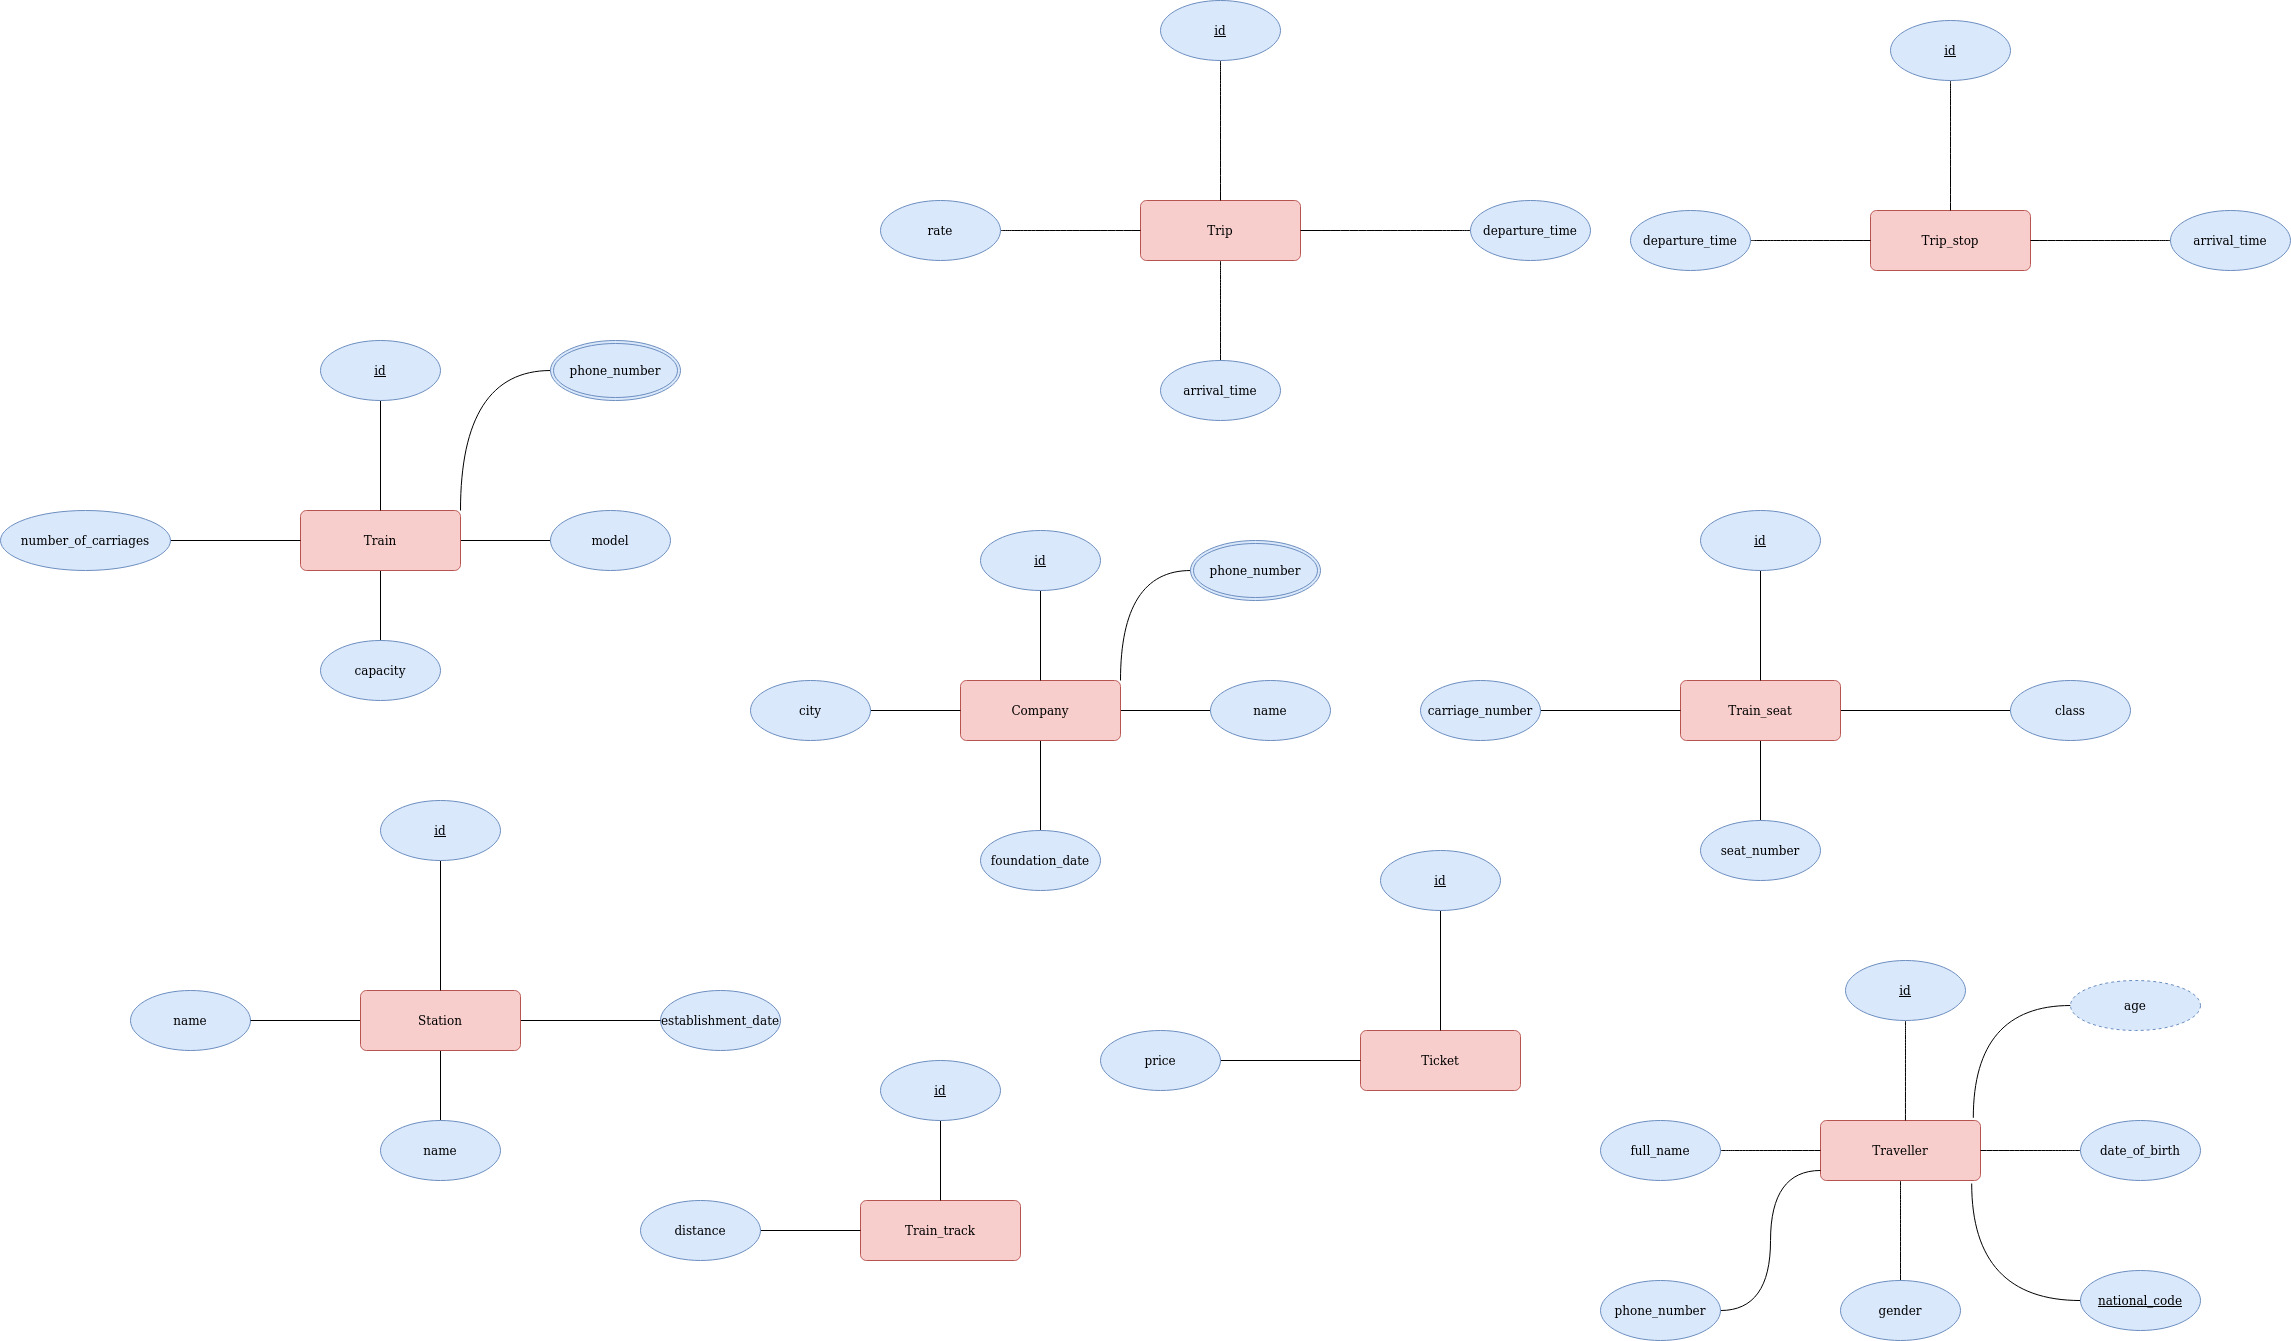 id
id
rate
Trip
departure_time
departure_time
Trip_stop
arrival_time
id
phone_number
arrival_time
number_of_carriages
Train
model
id
id
phone_number
capacity
city
Company
name
carriage_number
Train_seat
class
id
foundation_date
seat_number
id
id
age
name
Station
establishment_date
price
Ticket
id
name
full_name
Traveller
date_of_birth
distance
Train_track
phone_number
gender
national_code